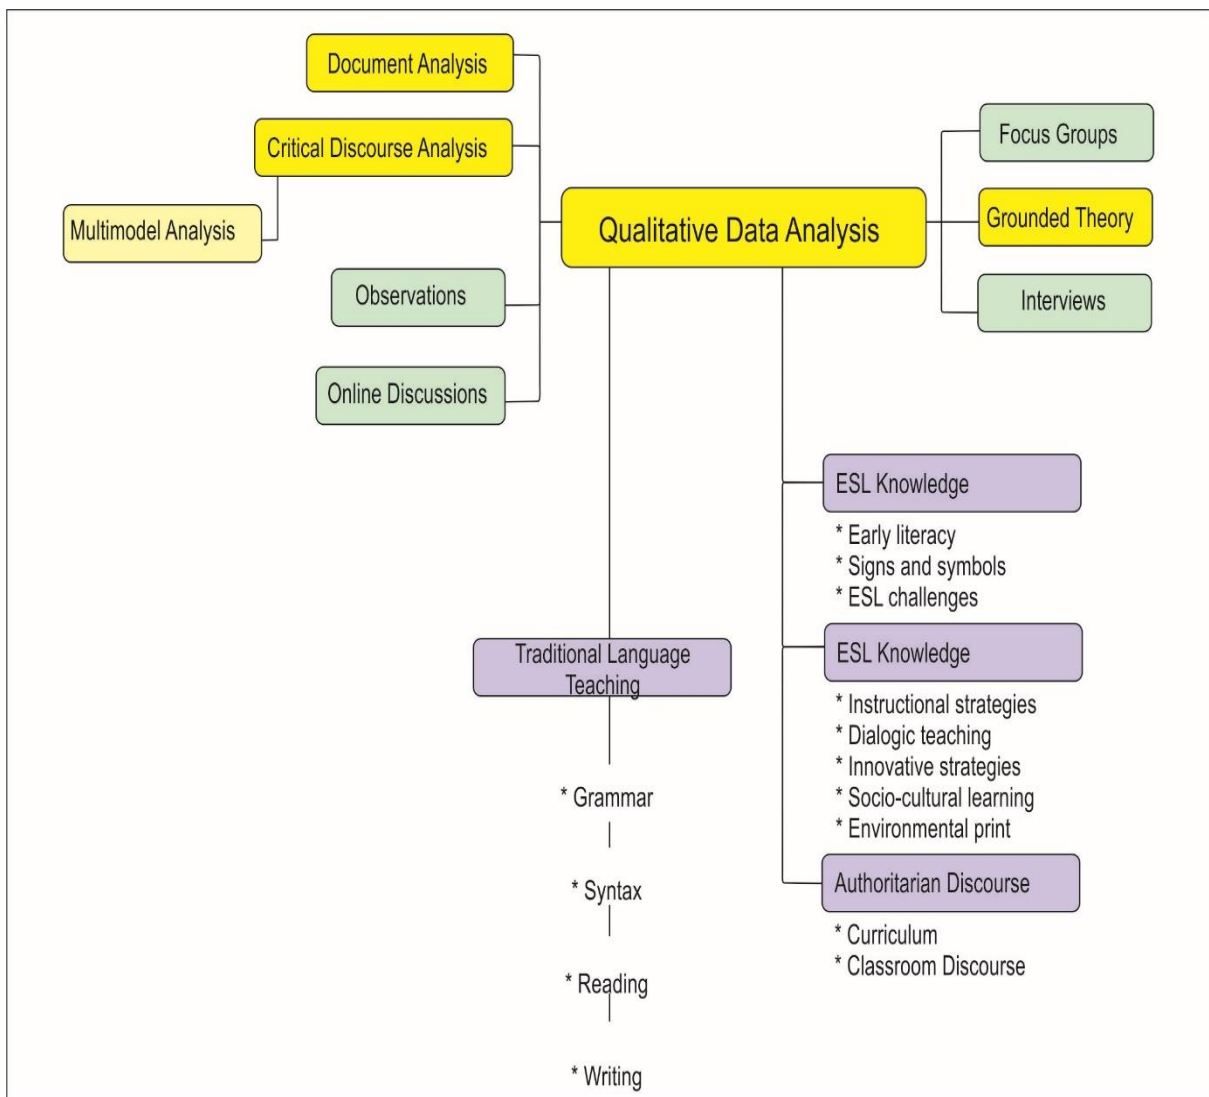 Document Analysis
Critical Discourse Analysis
Multimodel Analysis
Observations
Online Discussions
Qualitative Data Analysis
Focus Groups
Grounded Theory
Interviews
Traditional Language
Teaching
* Grammar
* Syntax
* Reading
* Writing
ESL Knowledge
* Early literacy
* Signs and symbols
* ESL challenges
ESL Knowledge
* Instructional strategies
* Dialogic teaching
* Innovative strategies
* Socio-cultural learning
* Environmental print
Authoritarian Discourse
* Curriculum
* Classroom Discourse